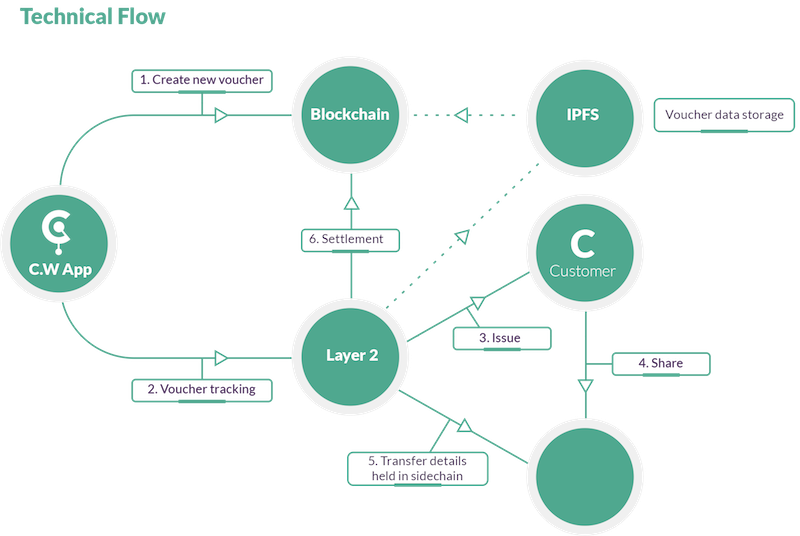 Technical Flow
1. Create new voucher
Blockchain
IPFS
Voucher data storage
C.W App
6. Settlement
C
Customer
Layer 2
3. Issue
2. Voucher tracking
4. Share
5. Transfer details
held in sidechain